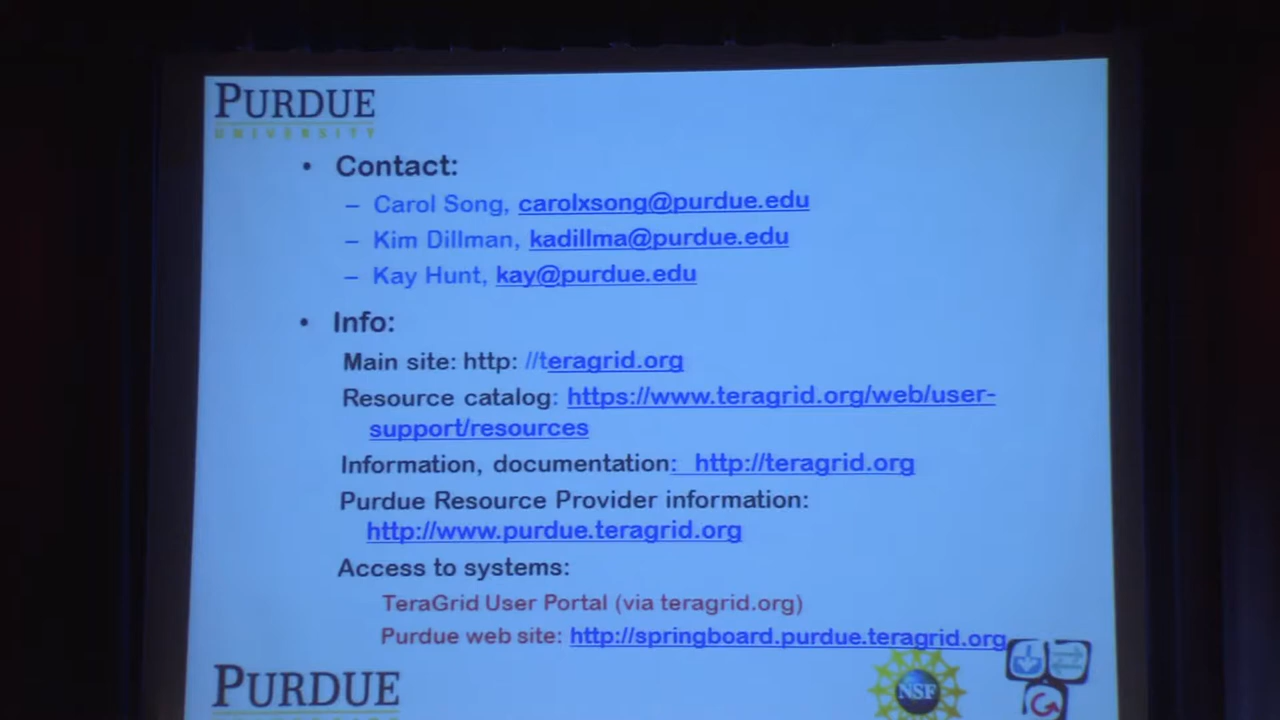 PURDUE
UNIVERSITY
• Contact:
– Carol Song, carolxsong@purdue.edu
– Kim Dillman, kadillma@purdue.edu
– Kay Hunt, kay@purdue.edu
• Info:
Main site: http: //teragrid.org
Resource catalog: https://www.teragrid.org/web/user-
support/resources
Information, documentation: http://teragrid.org
Purdue Resource Provider information:
http://www.purdue.teragrid.org
Access to systems:
TeraGrid User Portal (via teragrid.org)
Purdue web site: http://springboard.purdue.teragrid.org
PURDUE
NSF